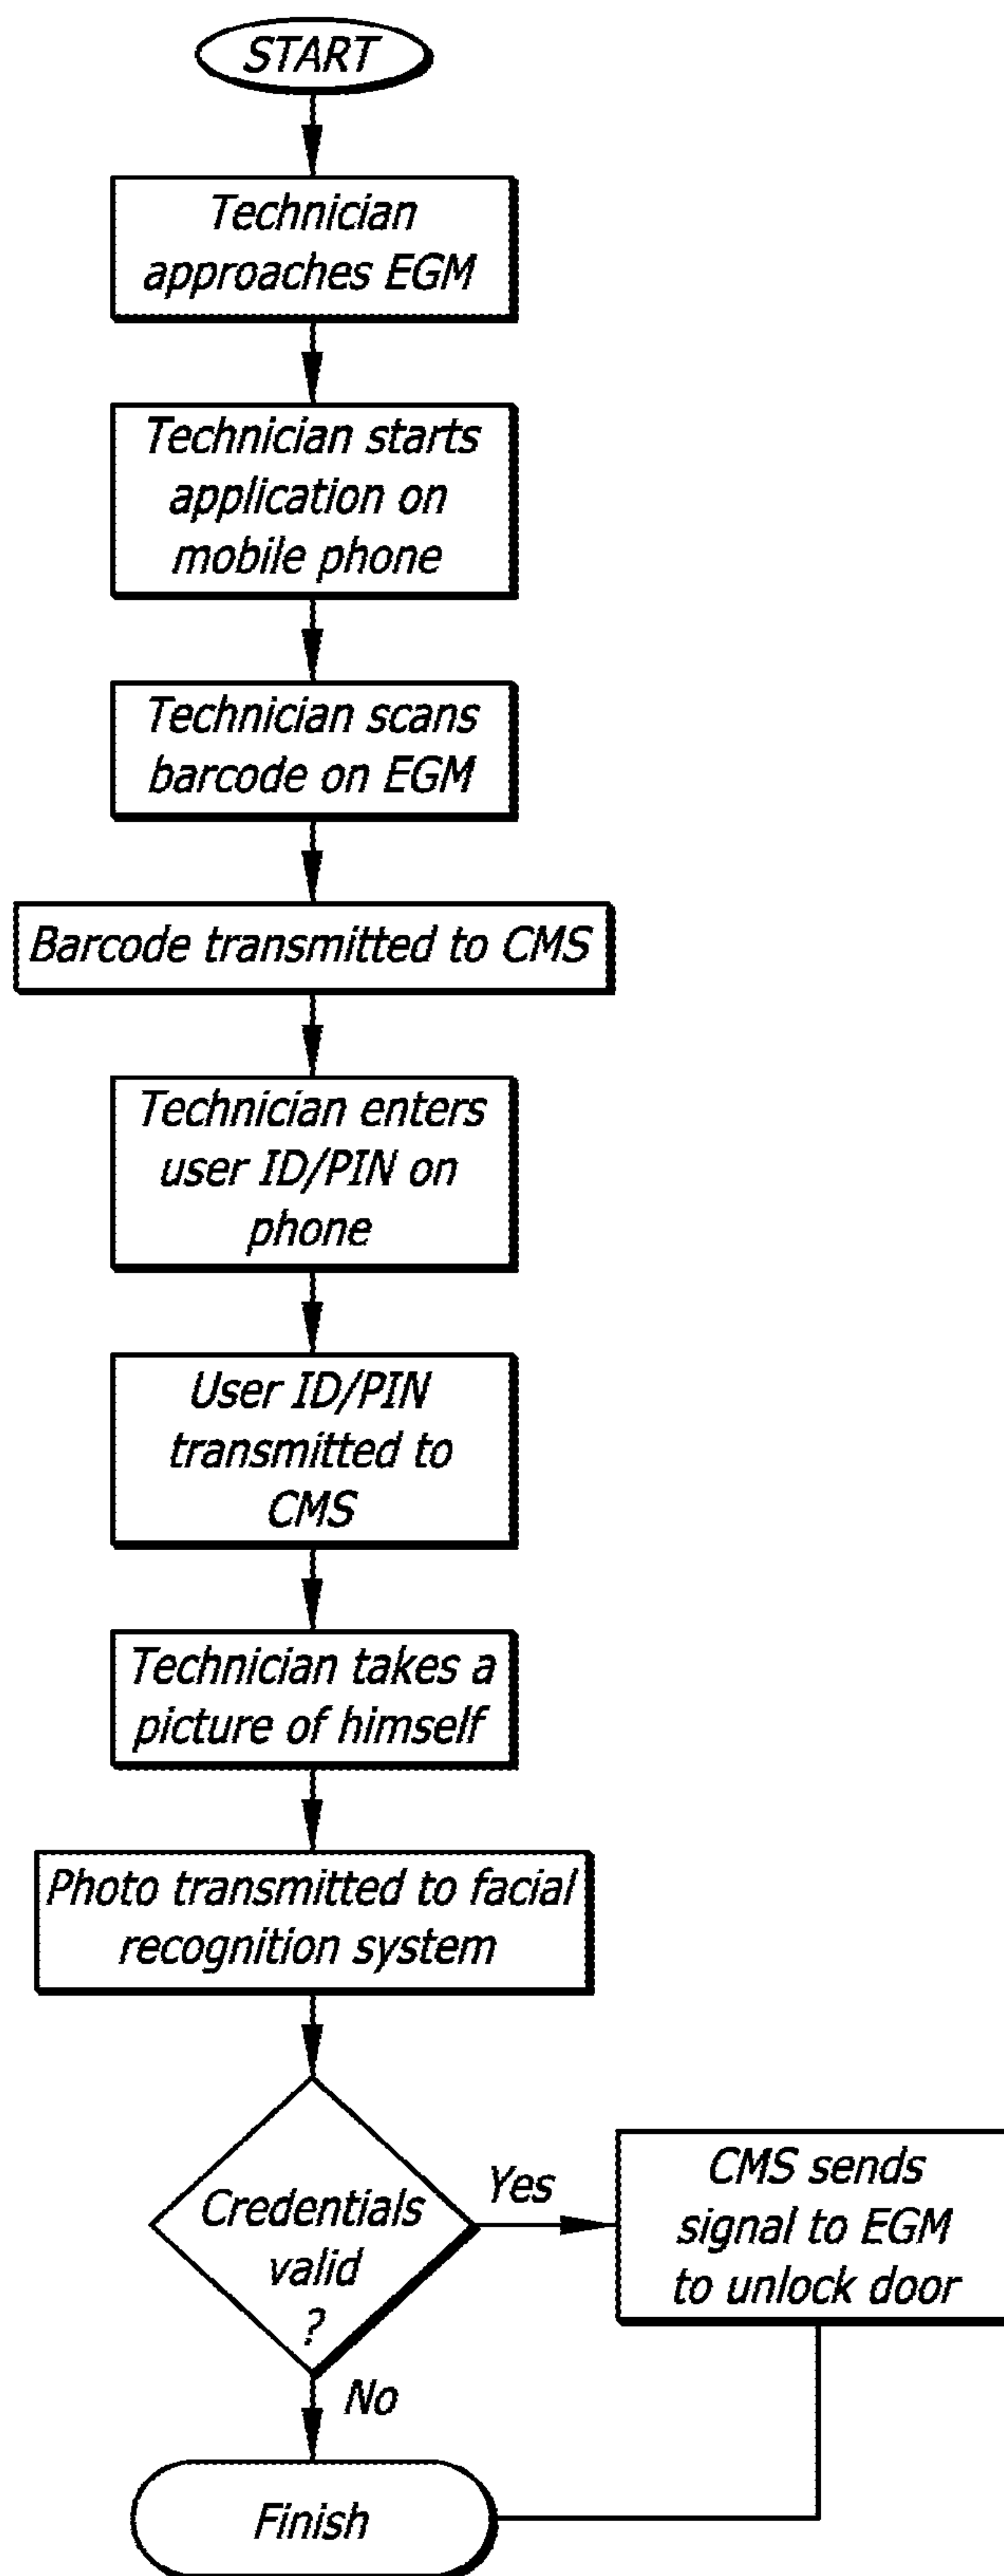 START
Technician
approaches EGM
Technician starts
application on
mobile phone
Technician scans
barcode on EGM
Barcode transmitted to CMS
Technician enters
user ID/PIN on
phone
User ID/PIN
transmitted to
CMS
Technician takes a
picture of himself
Photo transmitted to facial
recognition system
Credentials
valid
?
Yes
CMS sends
signal to EGM
to unlock door
No
Finish